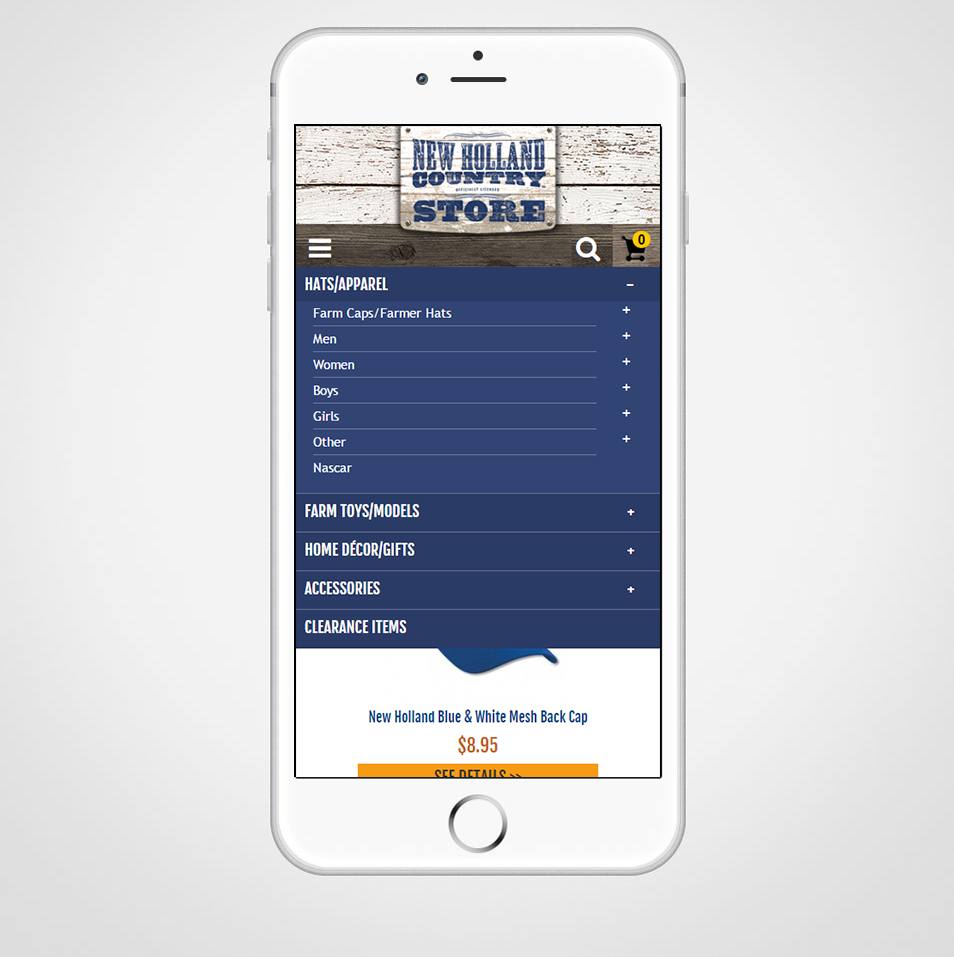 NEW HOLLAND
COUNTRY
OFFICIALLY LICENSED
STORE
0
HATS/APPAREL −
Farm Caps/Farmer Hats +
Men +
Women +
Boys +
Girls +
Other +
Nascar
FARM TOYS/MODELS +
HOME DÉCOR/GIFTS +
ACCESSORIES +
CLEARANCE ITEMS
New Holland Blue & White Mesh Back Cap
$8.95
SEE DETAILS >>